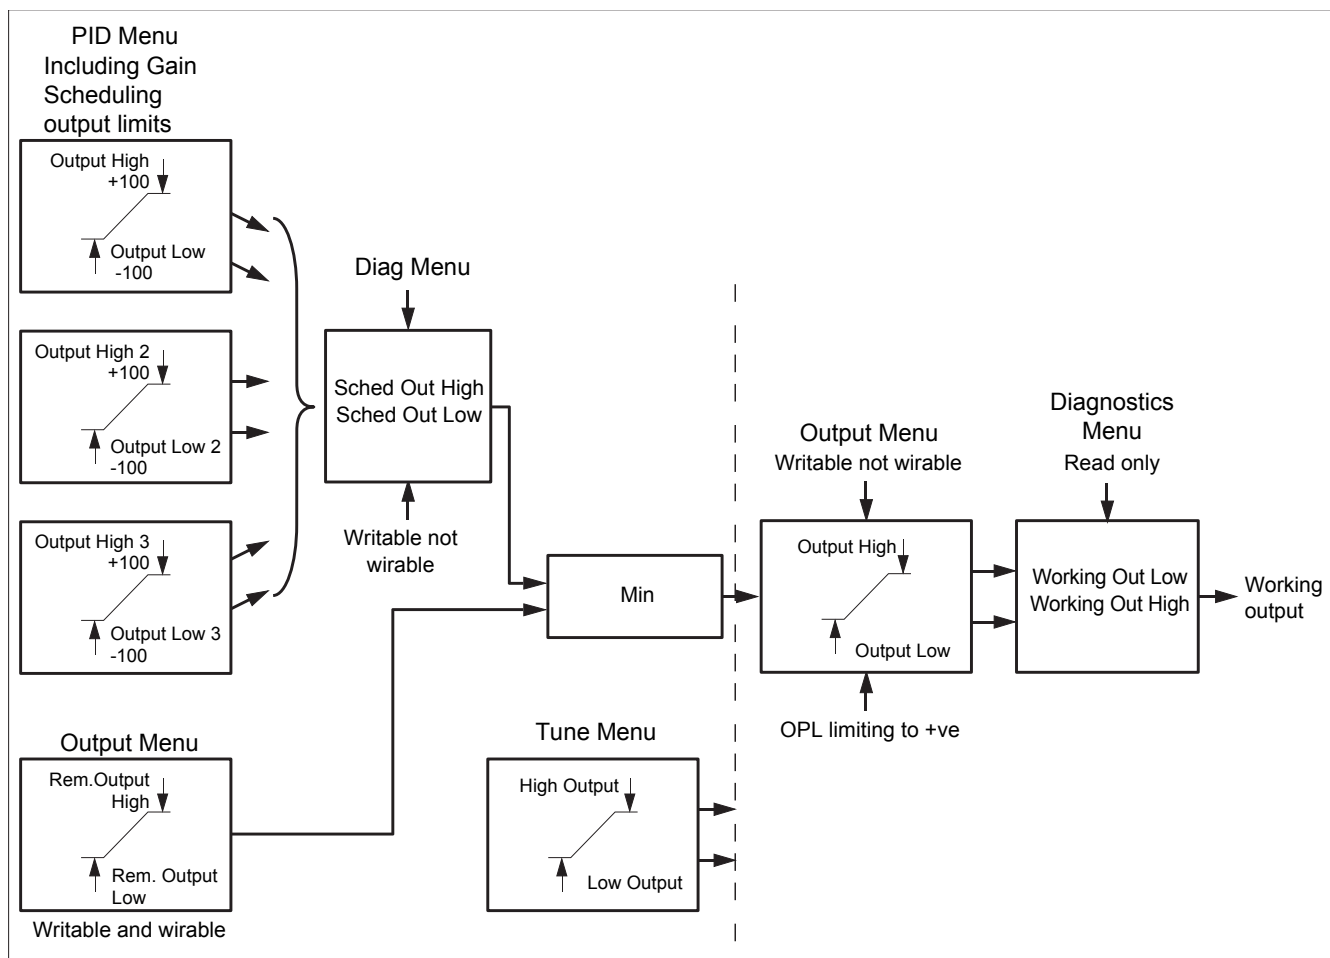 PID Menu
Including Gain
Scheduling
output limits
Output High
+100
Output Low
-100
Output High 2
+100
Output Low 2
-100
Output High 3
+100
Output Low 3
-100
Diag Menu
Sched Out High
Sched Out Low
Writable not
wirable
Output Menu
Rem.Output
High
Rem. Output
Low
Writable and wirable
Min
Tune Menu
High Output
Low Output
Output Menu
Writable not wirable
Output High
Output Low
OPL limiting to +ve
Diagnostics
Menu
Read only
Working Out Low
Working Out High
Working
output